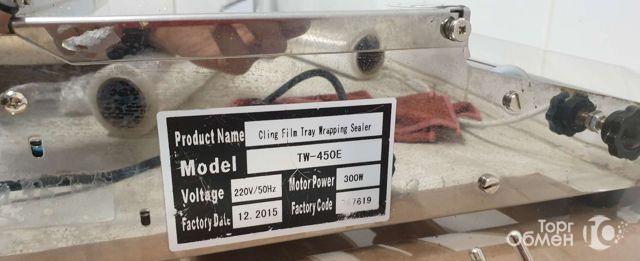 Product Name Cling Film Tray Wrapping Sealer
Model TW-450E
Voltage 220V/50Hz Motor Power 300W
Factory Date 12.2015 Factory Code 7619
Торг
Обмен